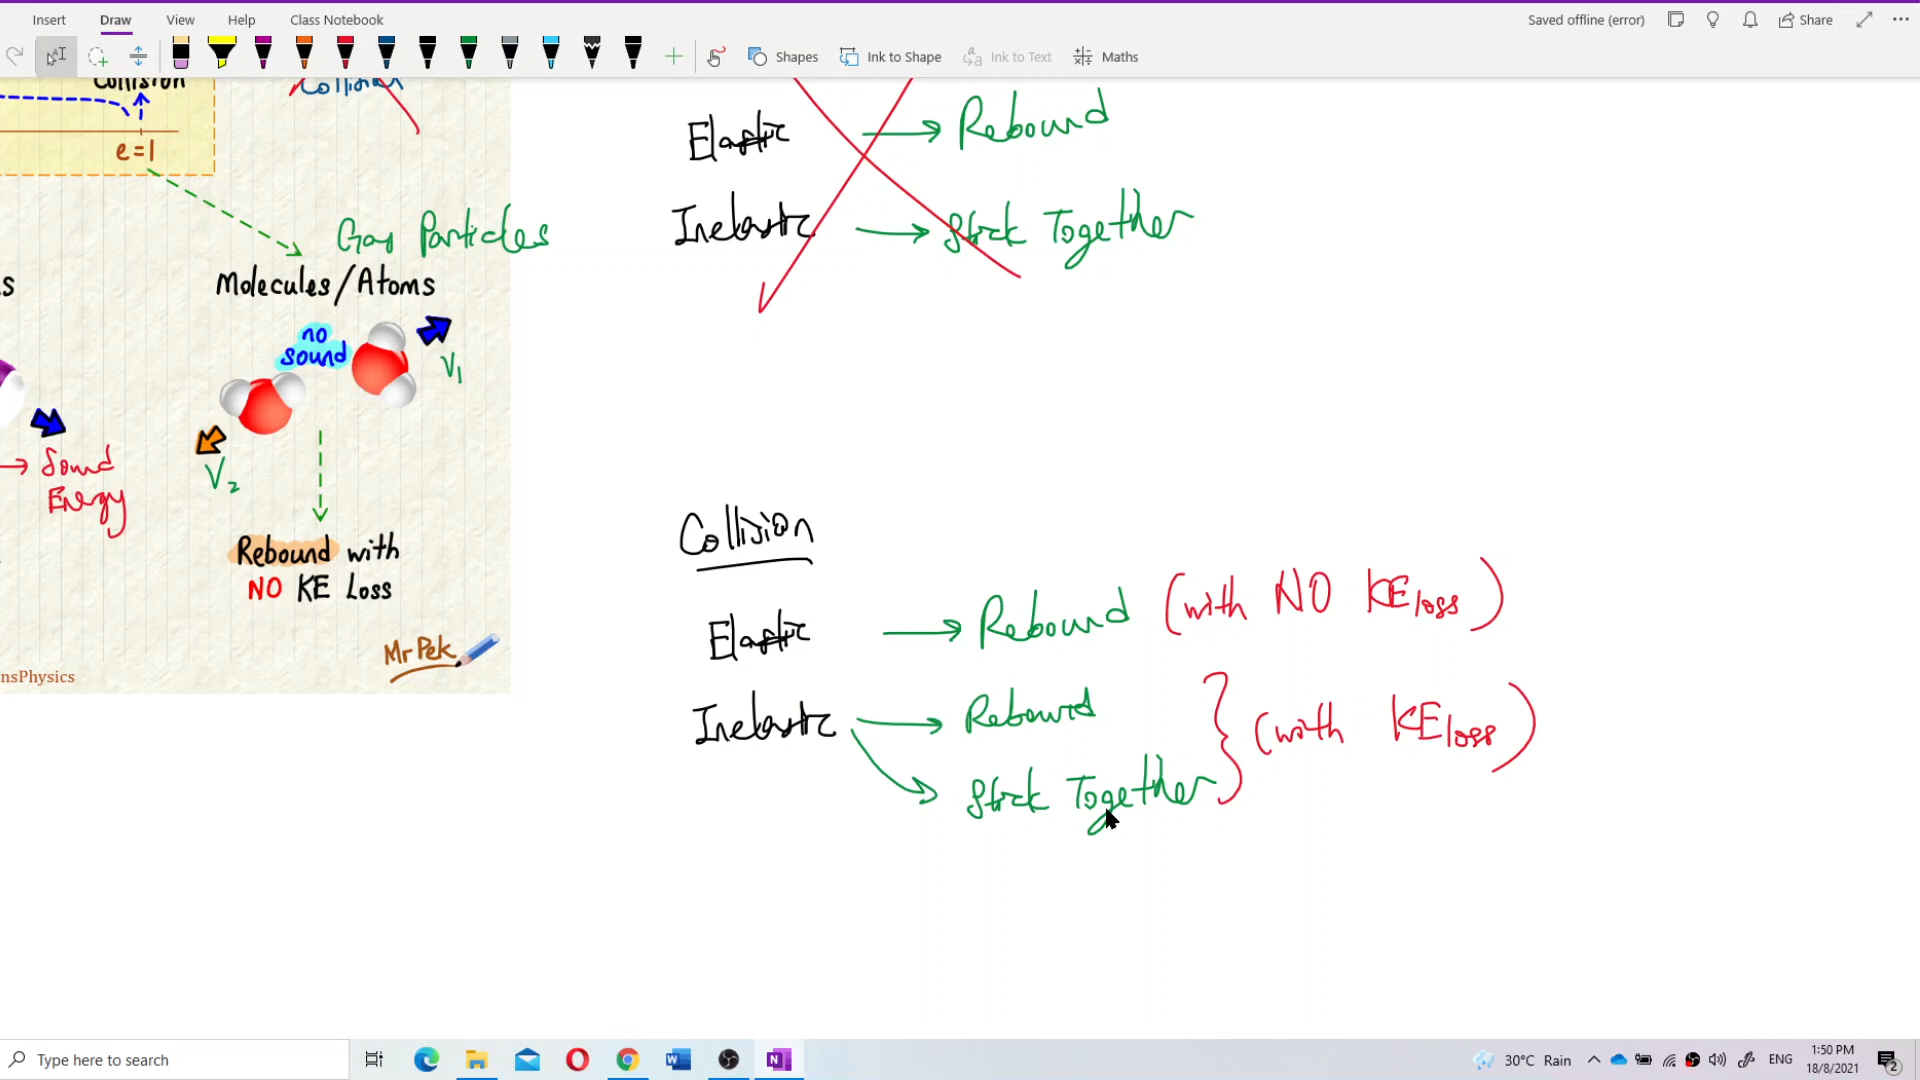 Insert Draw View Help Class Notebook
Saved offline (error) Share
Shapes Ink to Shape Ink to Text Maths
Collision
e=1
Collision
Gas Particles
Molecules/Atoms
no
sound
V1
V2
s
Sound
Energy
Rebound with
NO KE Loss
Mr Pek
nsPhysics
Elastic → Rebound
Inelastic → Stick Together
Collision
Elastic → Rebound (with NO KE loss)
Inelastic → Rebound
Stick Together
(with KE loss)
Type here to search
30°C Rain
ENG
1:50 PM
18/8/2021
2